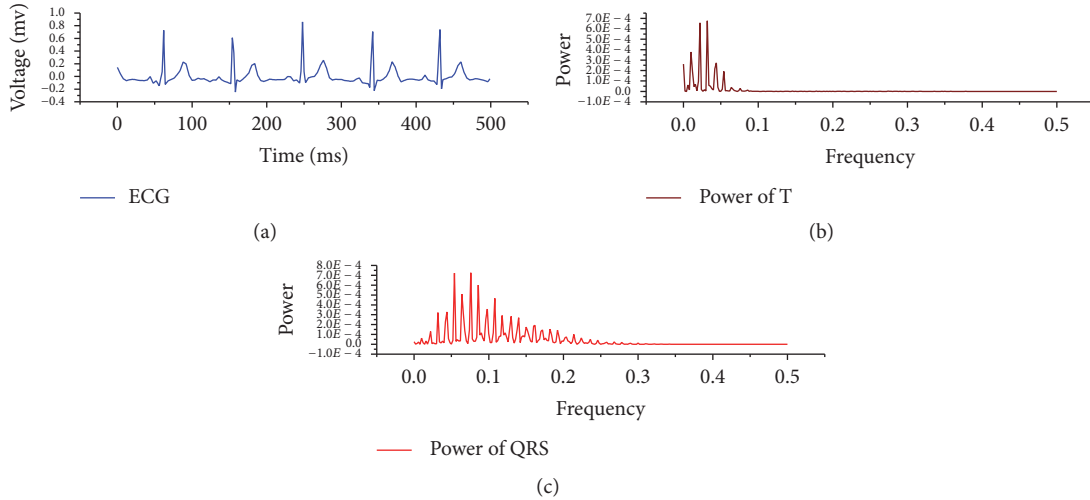 1.0
0.8
0.6
0.4
0.2
0.0
−0.2
−0.4
Voltage (mv)
0 100 200 300 400 500
Time (ms)
ECG
(a)
7.0E − 4
6.0E − 4
5.0E − 4
4.0E − 4
3.0E − 4
2.0E − 4
1.0E − 4
0.0
−1.0E − 4
Power
0.0 0.1 0.2 0.3 0.4 0.5
Frequency
Power of T
(b)
8.0E − 4
7.0E − 4
6.0E − 4
5.0E − 4
4.0E − 4
3.0E − 4
2.0E − 4
1.0E − 4
0.0
−1.0E − 4
Power
0.0 0.1 0.2 0.3 0.4 0.5
Frequency
Power of QRS
(c)